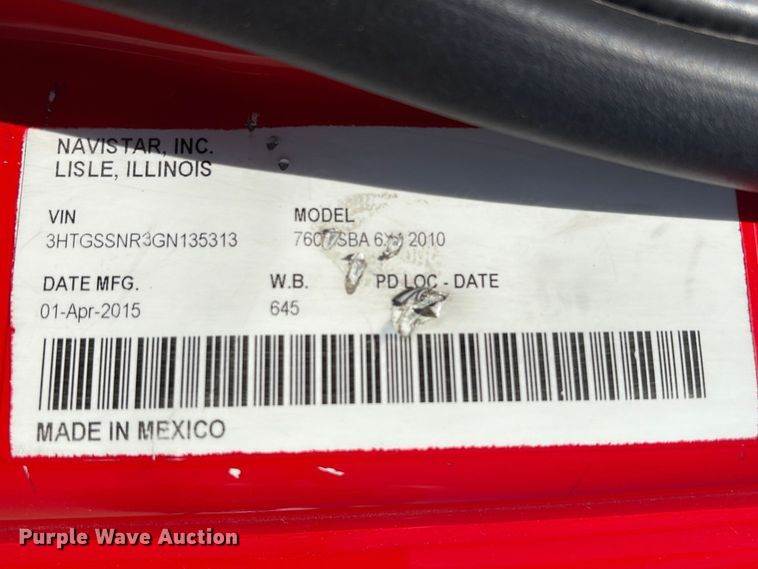 NAVISTAR, INC.
LISLE, ILLINOIS
VIN MODEL
3HTGSSNR3GN135313 2010
DATE MFG. W.B. PD LOC - DATE
01-Apr-2015 645
MADE IN MEXICO
Purple Wave Auction